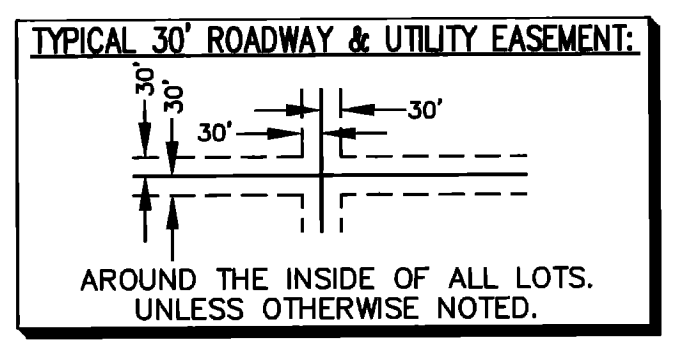 TYPICAL 30' ROADWAY & UTILITY EASEMENT:
30'
30'
30'
30'
AROUND THE INSIDE OF ALL LOTS.
UNLESS OTHERWISE NOTED.